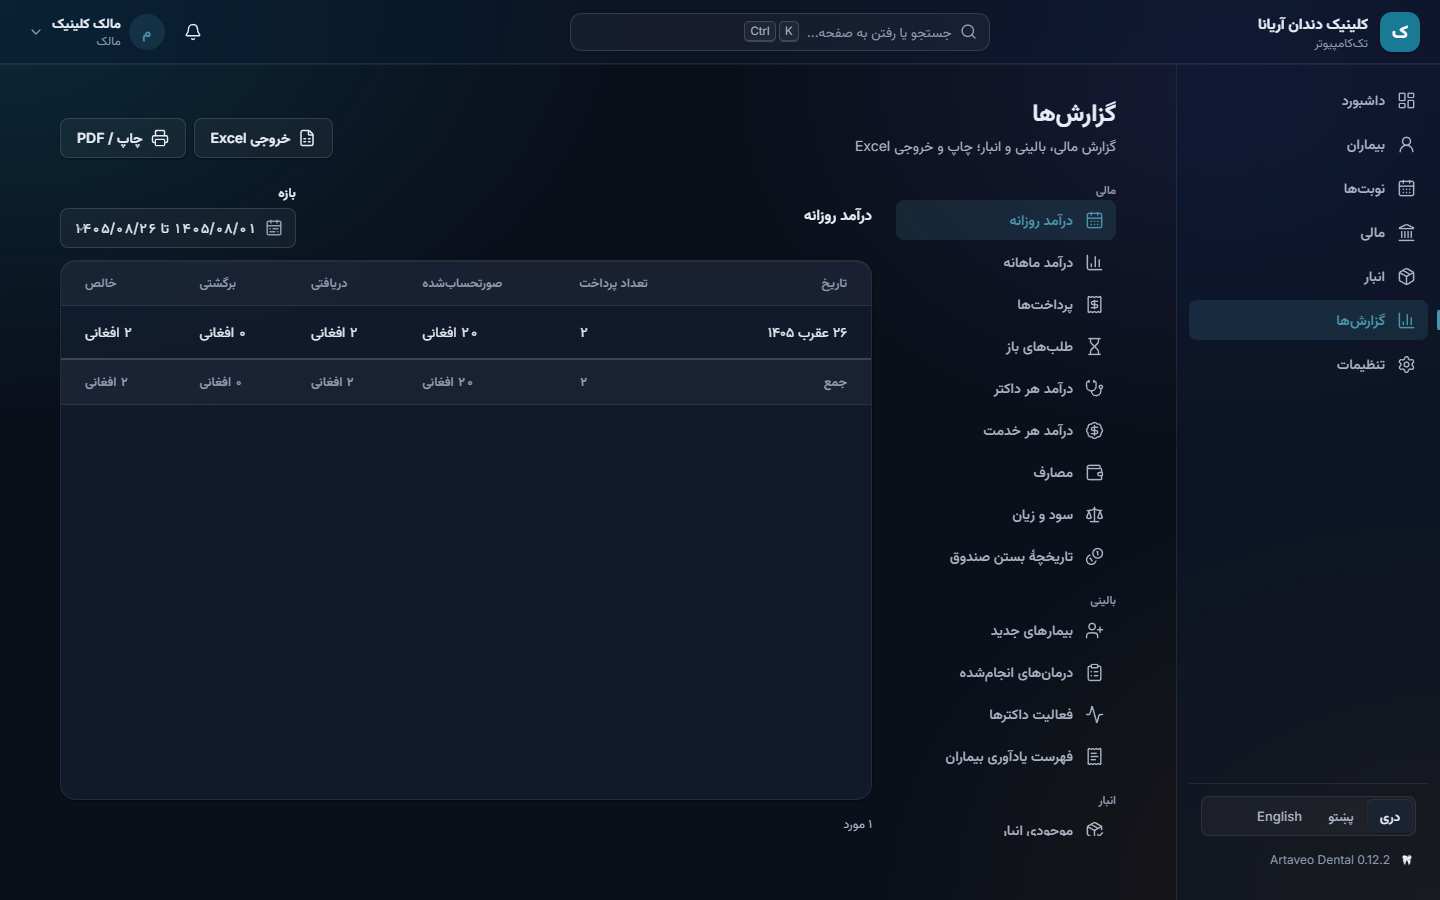 کلینیک دندان آریانا
تک‌کامپیوتر
ک
جستجو یا رفتن به صفحه...
Ctrl K
مالک کلینیک
مالک
م
داشبورد
بیماران
نوبت‌ها
مالی
انبار
گزارش‌ها
تنظیمات
دری
پښتو
English
Artaveo Dental 0.12.2
گزارش‌ها
گزارش مالی، بالینی و انبار؛ چاپ و خروجی Excel
خروجی Excel
چاپ / PDF
مالی
درآمد روزانه
درآمد ماهانه
پرداخت‌ها
طلب‌های باز
درآمد هر داکتر
درآمد هر خدمت
مصارف
سود و زیان
تاریخچهٔ بستن صندوق
بالینی
بیمارهای جدید
درمان‌های انجام‌شده
فعالیت داکترها
فهرست یادآوری بیماران
انبار
موجودی انبار
درآمد روزانه
بازه
۱۴۰۵/۰۸/۰۱ تا ۱۴۰۵/۰۸/۲۶
تاریخ تعداد پرداخت صورتحساب‌شده دریافتی برگشتی خالص
۲۶ عقرب ۱۴۰۵ ۲ ۲۰ افغانی ۲ افغانی ۰ افغانی ۲ افغانی
جمع ۲ ۲۰ افغانی ۲ افغانی ۰ افغانی ۲ افغانی
۱ مورد